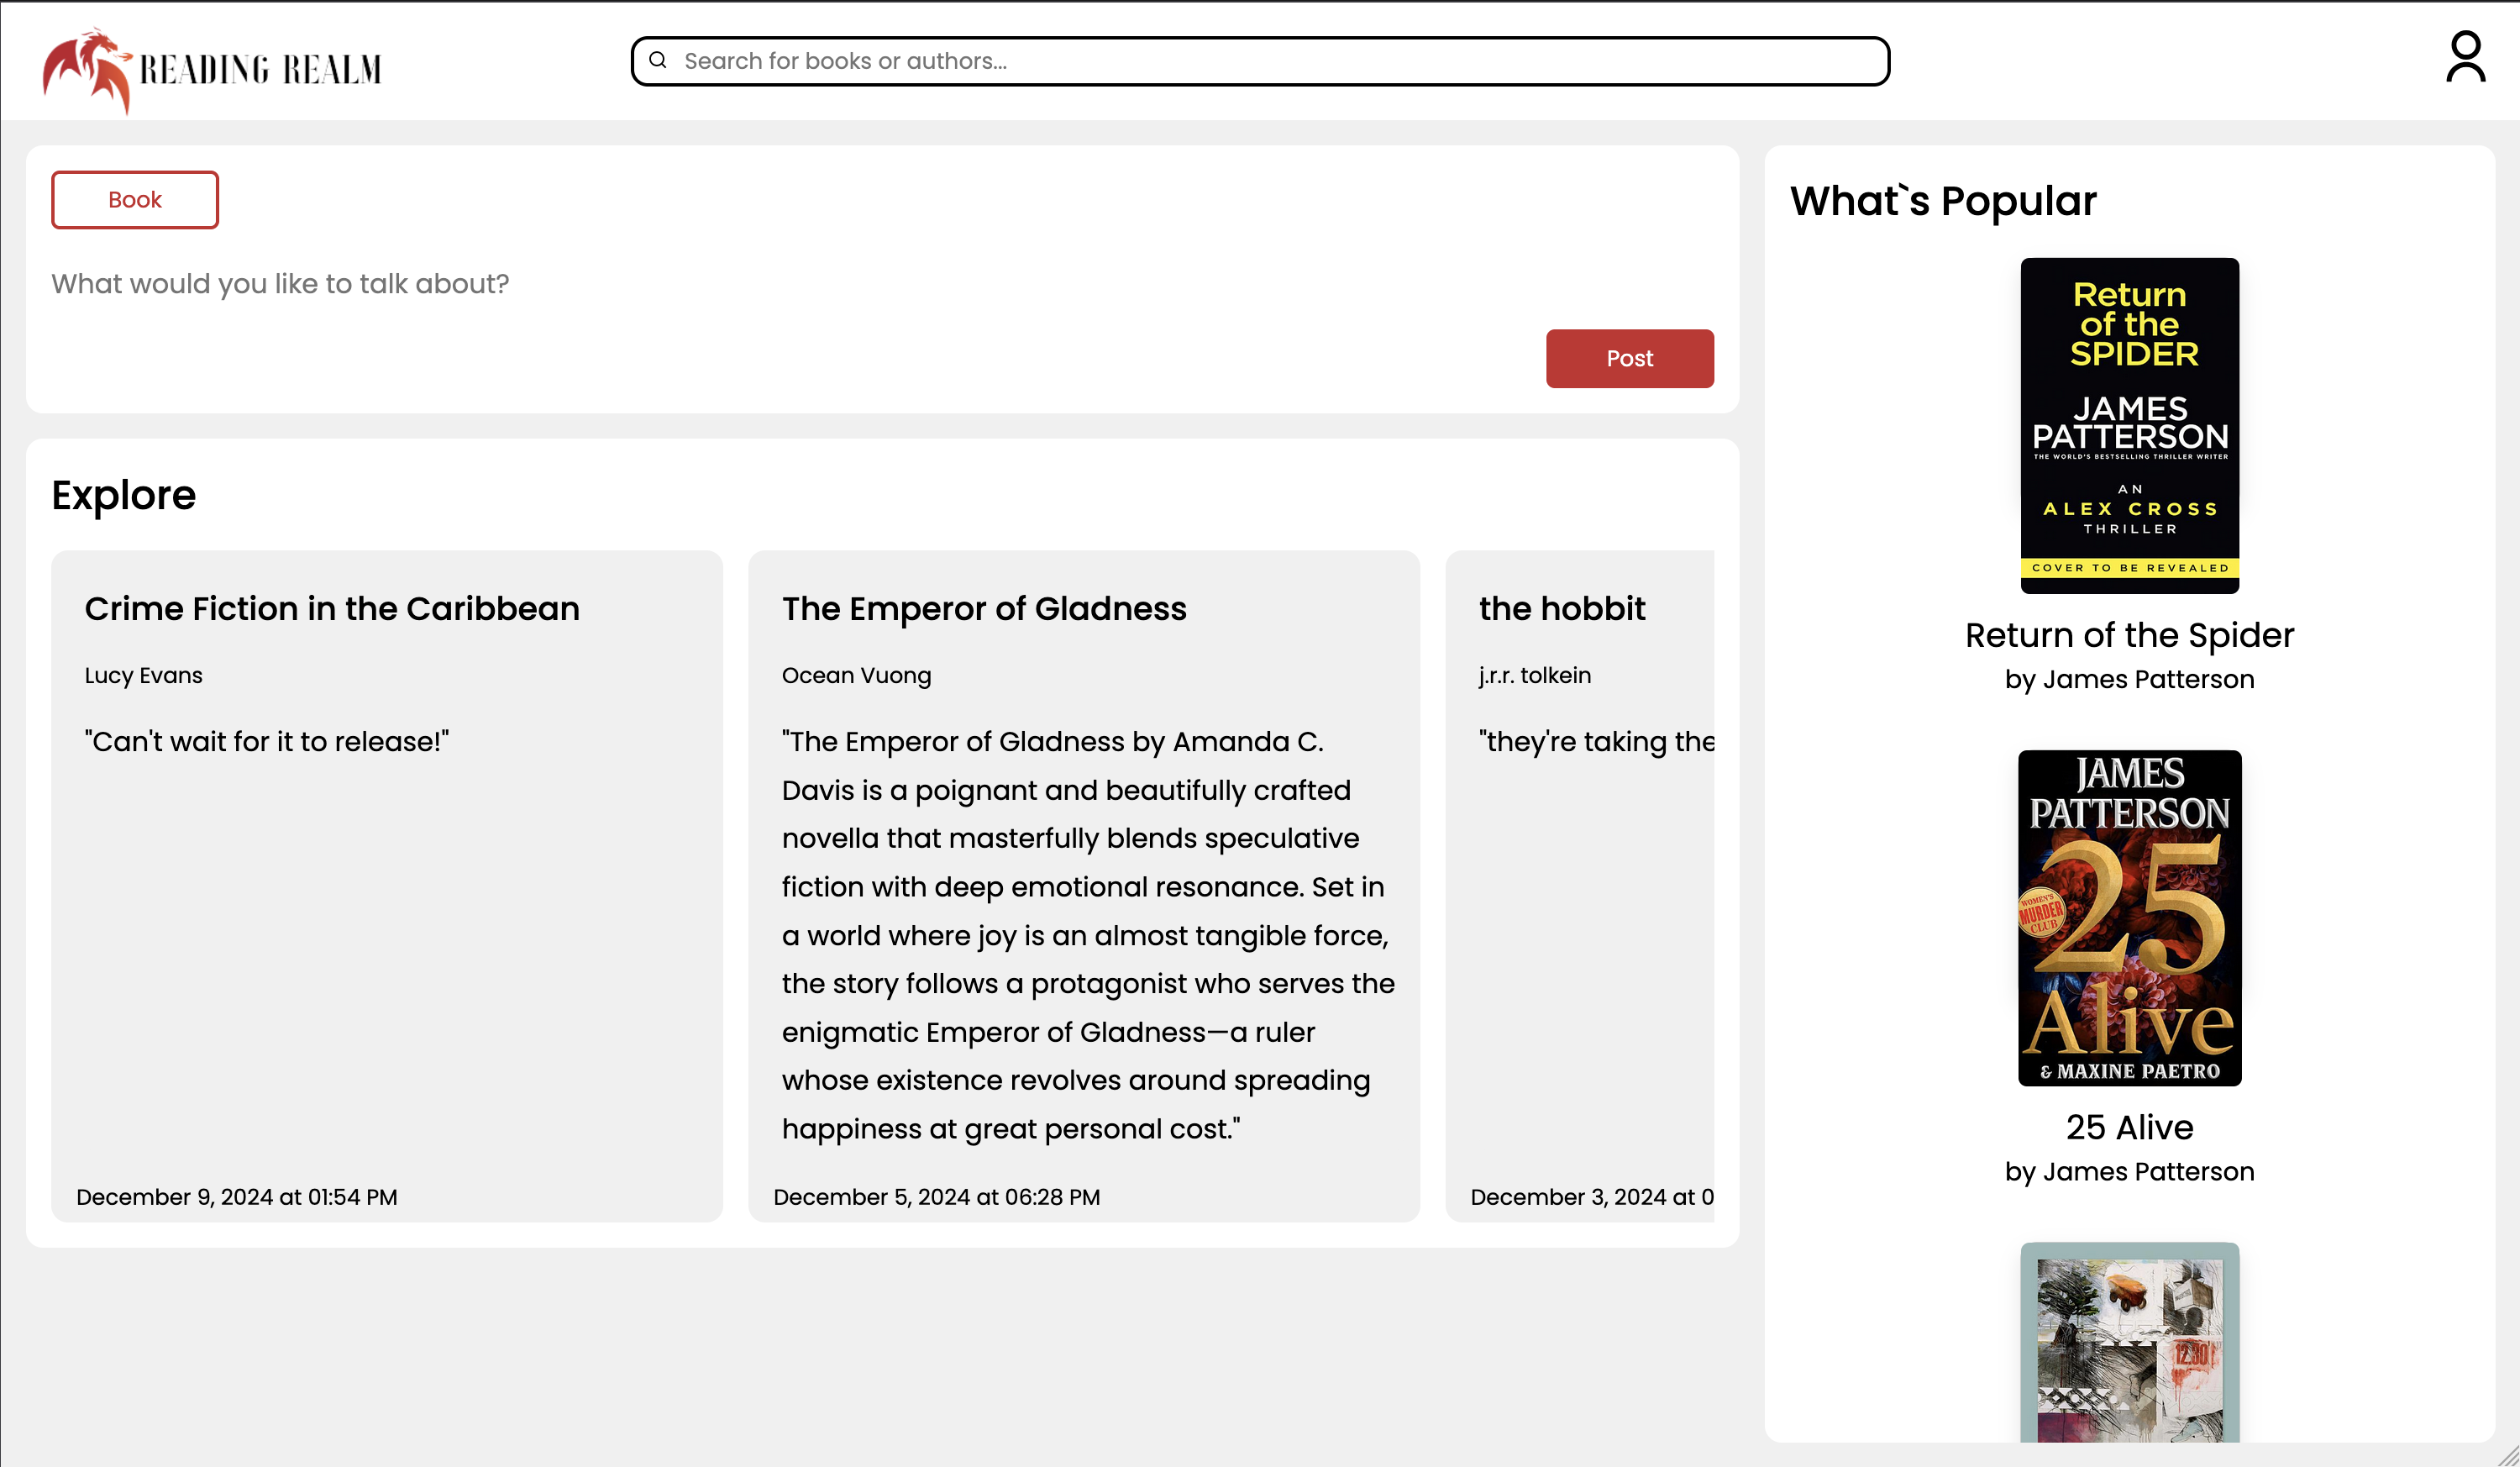 READING REALM
Search for books or authors...
Book
What would you like to talk about?
Post
Explore
Crime Fiction in the Caribbean
Lucy Evans
"Can't wait for it to release!"
December 9, 2024 at 01:54 PM
The Emperor of Gladness
Ocean Vuong
"The Emperor of Gladness by Amanda C.
Davis is a poignant and beautifully crafted
novella that masterfully blends speculative
fiction with deep emotional resonance. Set in
a world where joy is an almost tangible force,
the story follows a protagonist who serves the
enigmatic Emperor of Gladness—a ruler
whose existence revolves around spreading
happiness at great personal cost."
December 5, 2024 at 06:28 PM
the hobbit
j.r.r. tolkein
"they're taking the
December 3, 2024 at 0
What`s Popular
Return
of the
SPIDER
JAMES
PATTERSON
THE WORLD'S BESTSELLING THRILLER WRITER
AN
ALEX CROSS
THRILLER
COVER TO BE REVEALED
Return of the Spider
by James Patterson
JAMES
PATTERSON
25
WOMEN'S
MURDER
CLUB
Alive
& MAXINE PAETRO
25 Alive
by James Patterson
12.30